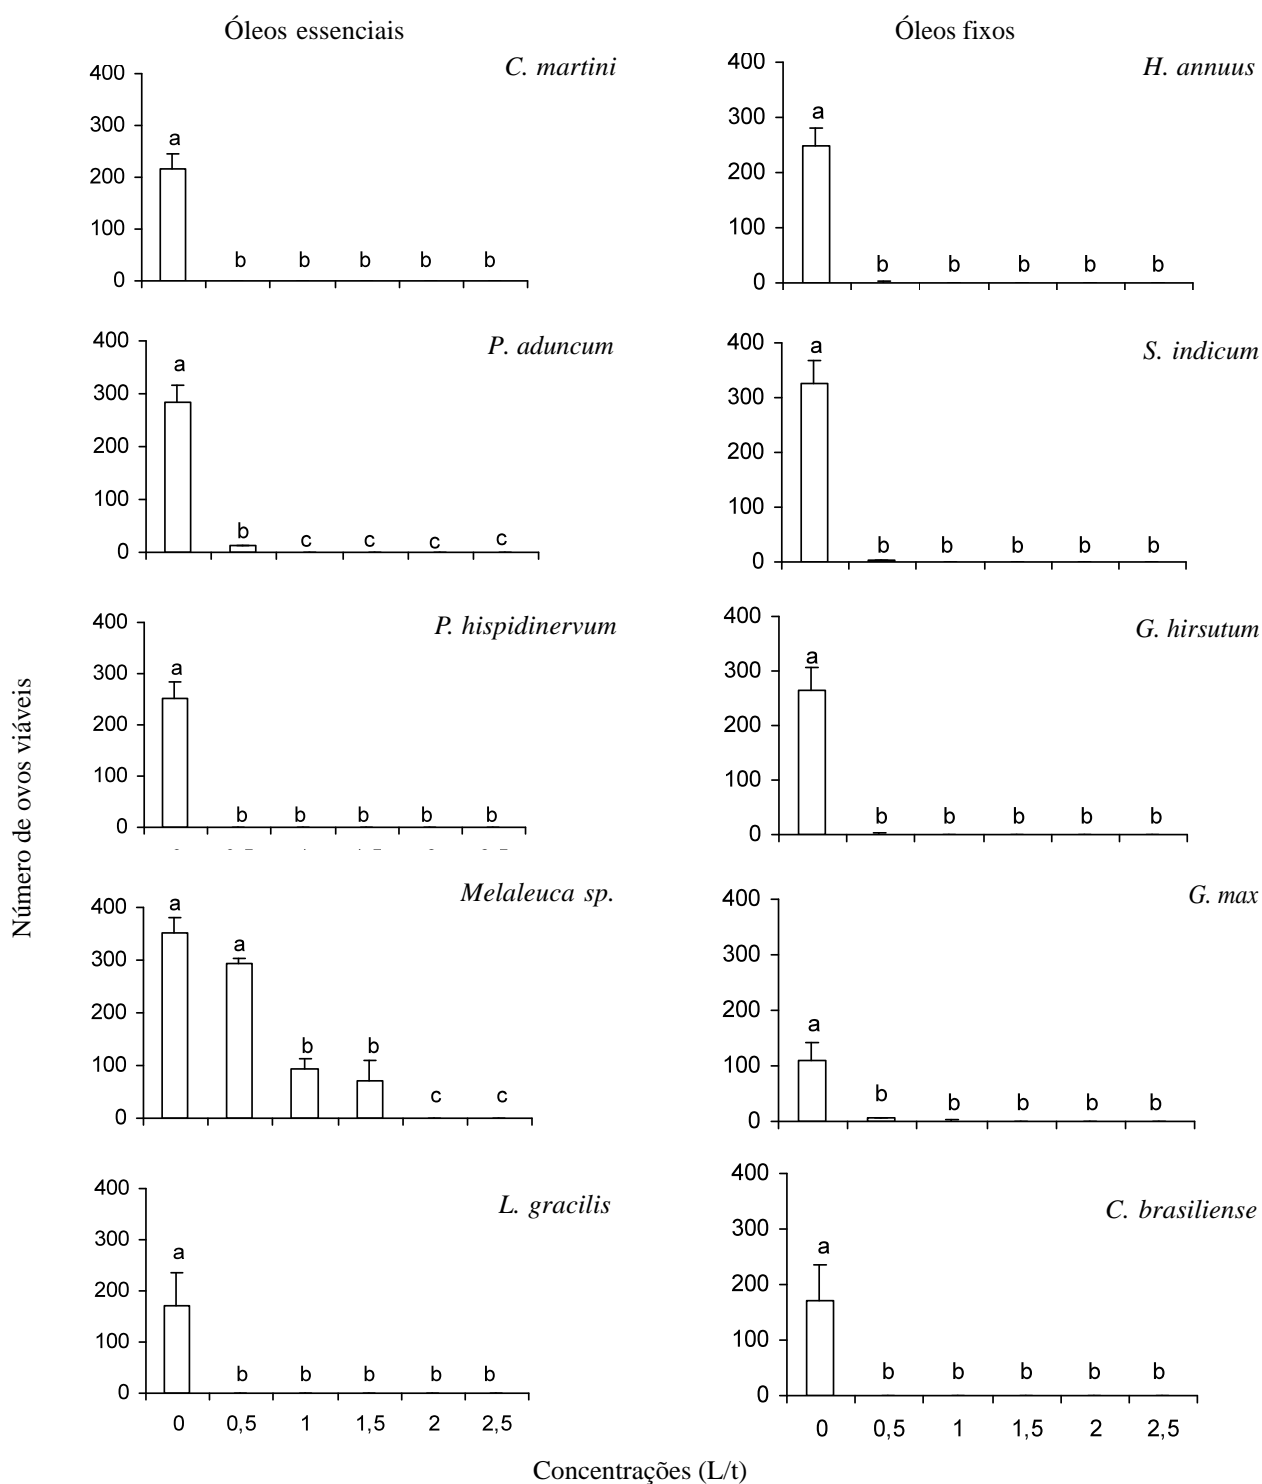 Óleos essenciais
Óleos fixos
C. martini
400
300
200
100
0
a
b b b b b
H. annuus
400
300
200
100
0
a
b b b b b
P. aduncum
400
300
200
100
0
a
b c c c c
S. indicum
400
300
200
100
0
a
b b b b b
P. hispidinervum
400
300
200
100
0
a
b b b b b
G. hirsutum
400
300
200
100
0
a
b b b b b
Número de ovos viáveis
Melaleuca sp.
400
300
200
100
0
a a b b c c
G. max
400
300
200
100
0
a
b b b b b
L. gracilis
400
300
200
100
0
a
b b b b b
0 0,5 1 1,5 2 2,5
C. brasiliense
400
300
200
100
0
a
b b b b b
0 0,5 1 1,5 2 2,5
Concentrações (L/t)